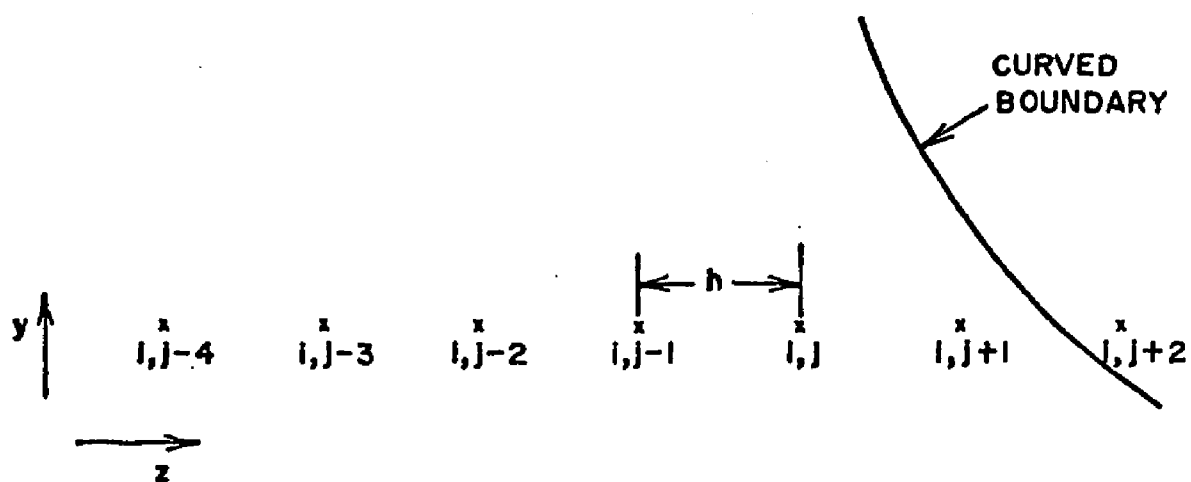 CURVED
BOUNDARY
h
y
i,j-4 i,j-3 i,j-2 i,j-1 i,j i,j+1 i,j+2
z